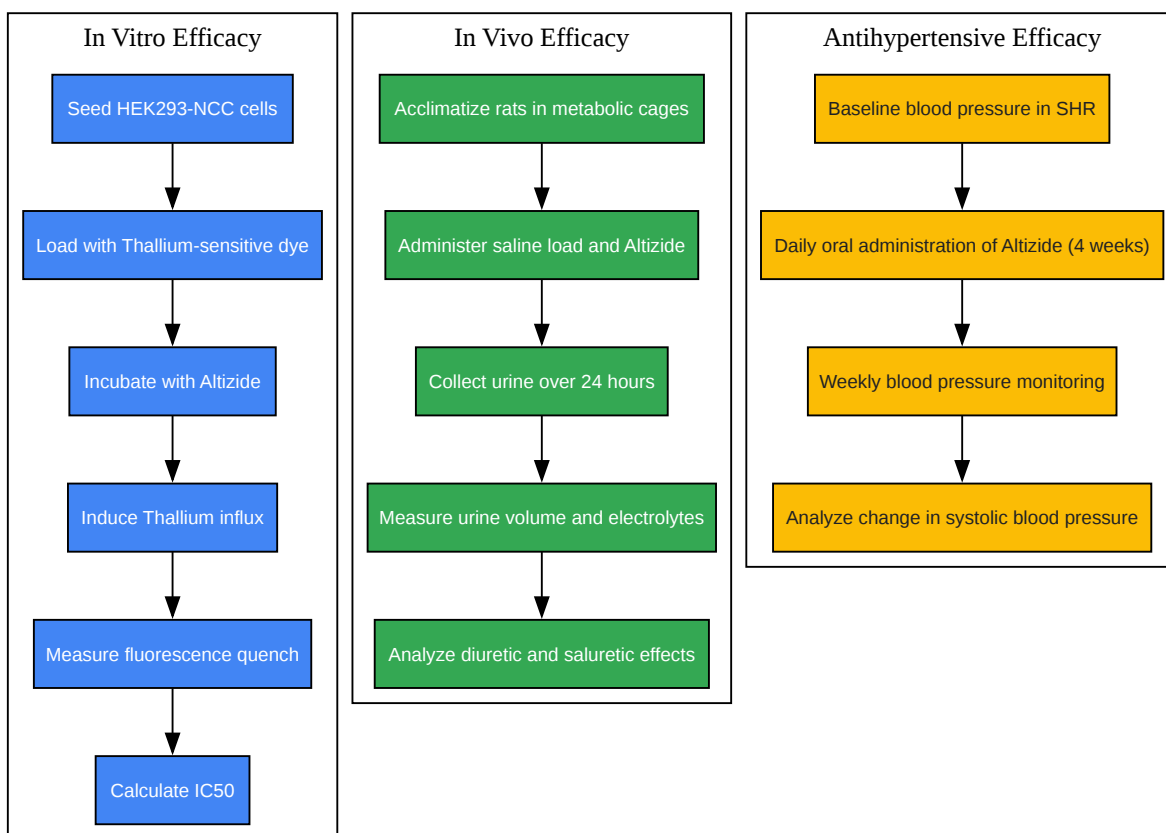 In Vitro Efficacy
Seed HEK293-NCC cells
Load with Thallium-sensitive dye
Incubate with Altizide
Induce Thallium influx
Measure fluorescence quench
Calculate IC50
In Vivo Efficacy
Acclimatize rats in metabolic cages
Administer saline load and Altizide
Collect urine over 24 hours
Measure urine volume and electrolytes
Analyze diuretic and saluretic effects
Antihypertensive Efficacy
Baseline blood pressure in SHR
Daily oral administration of Altizide (4 weeks)
Weekly blood pressure monitoring
Analyze change in systolic blood pressure